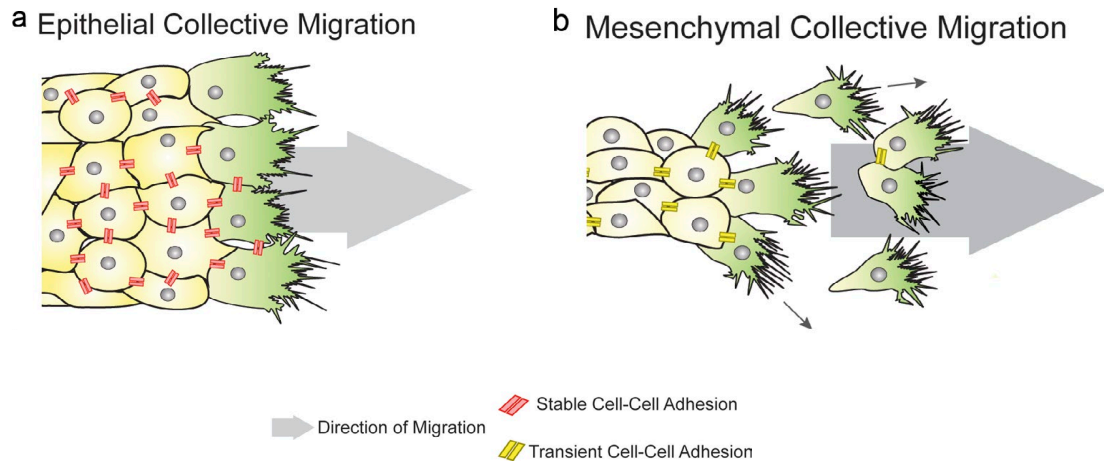 a Epithelial Collective Migration
b Mesenchymal Collective Migration
Direction of Migration
Stable Cell-Cell Adhesion
Transient Cell-Cell Adhesion